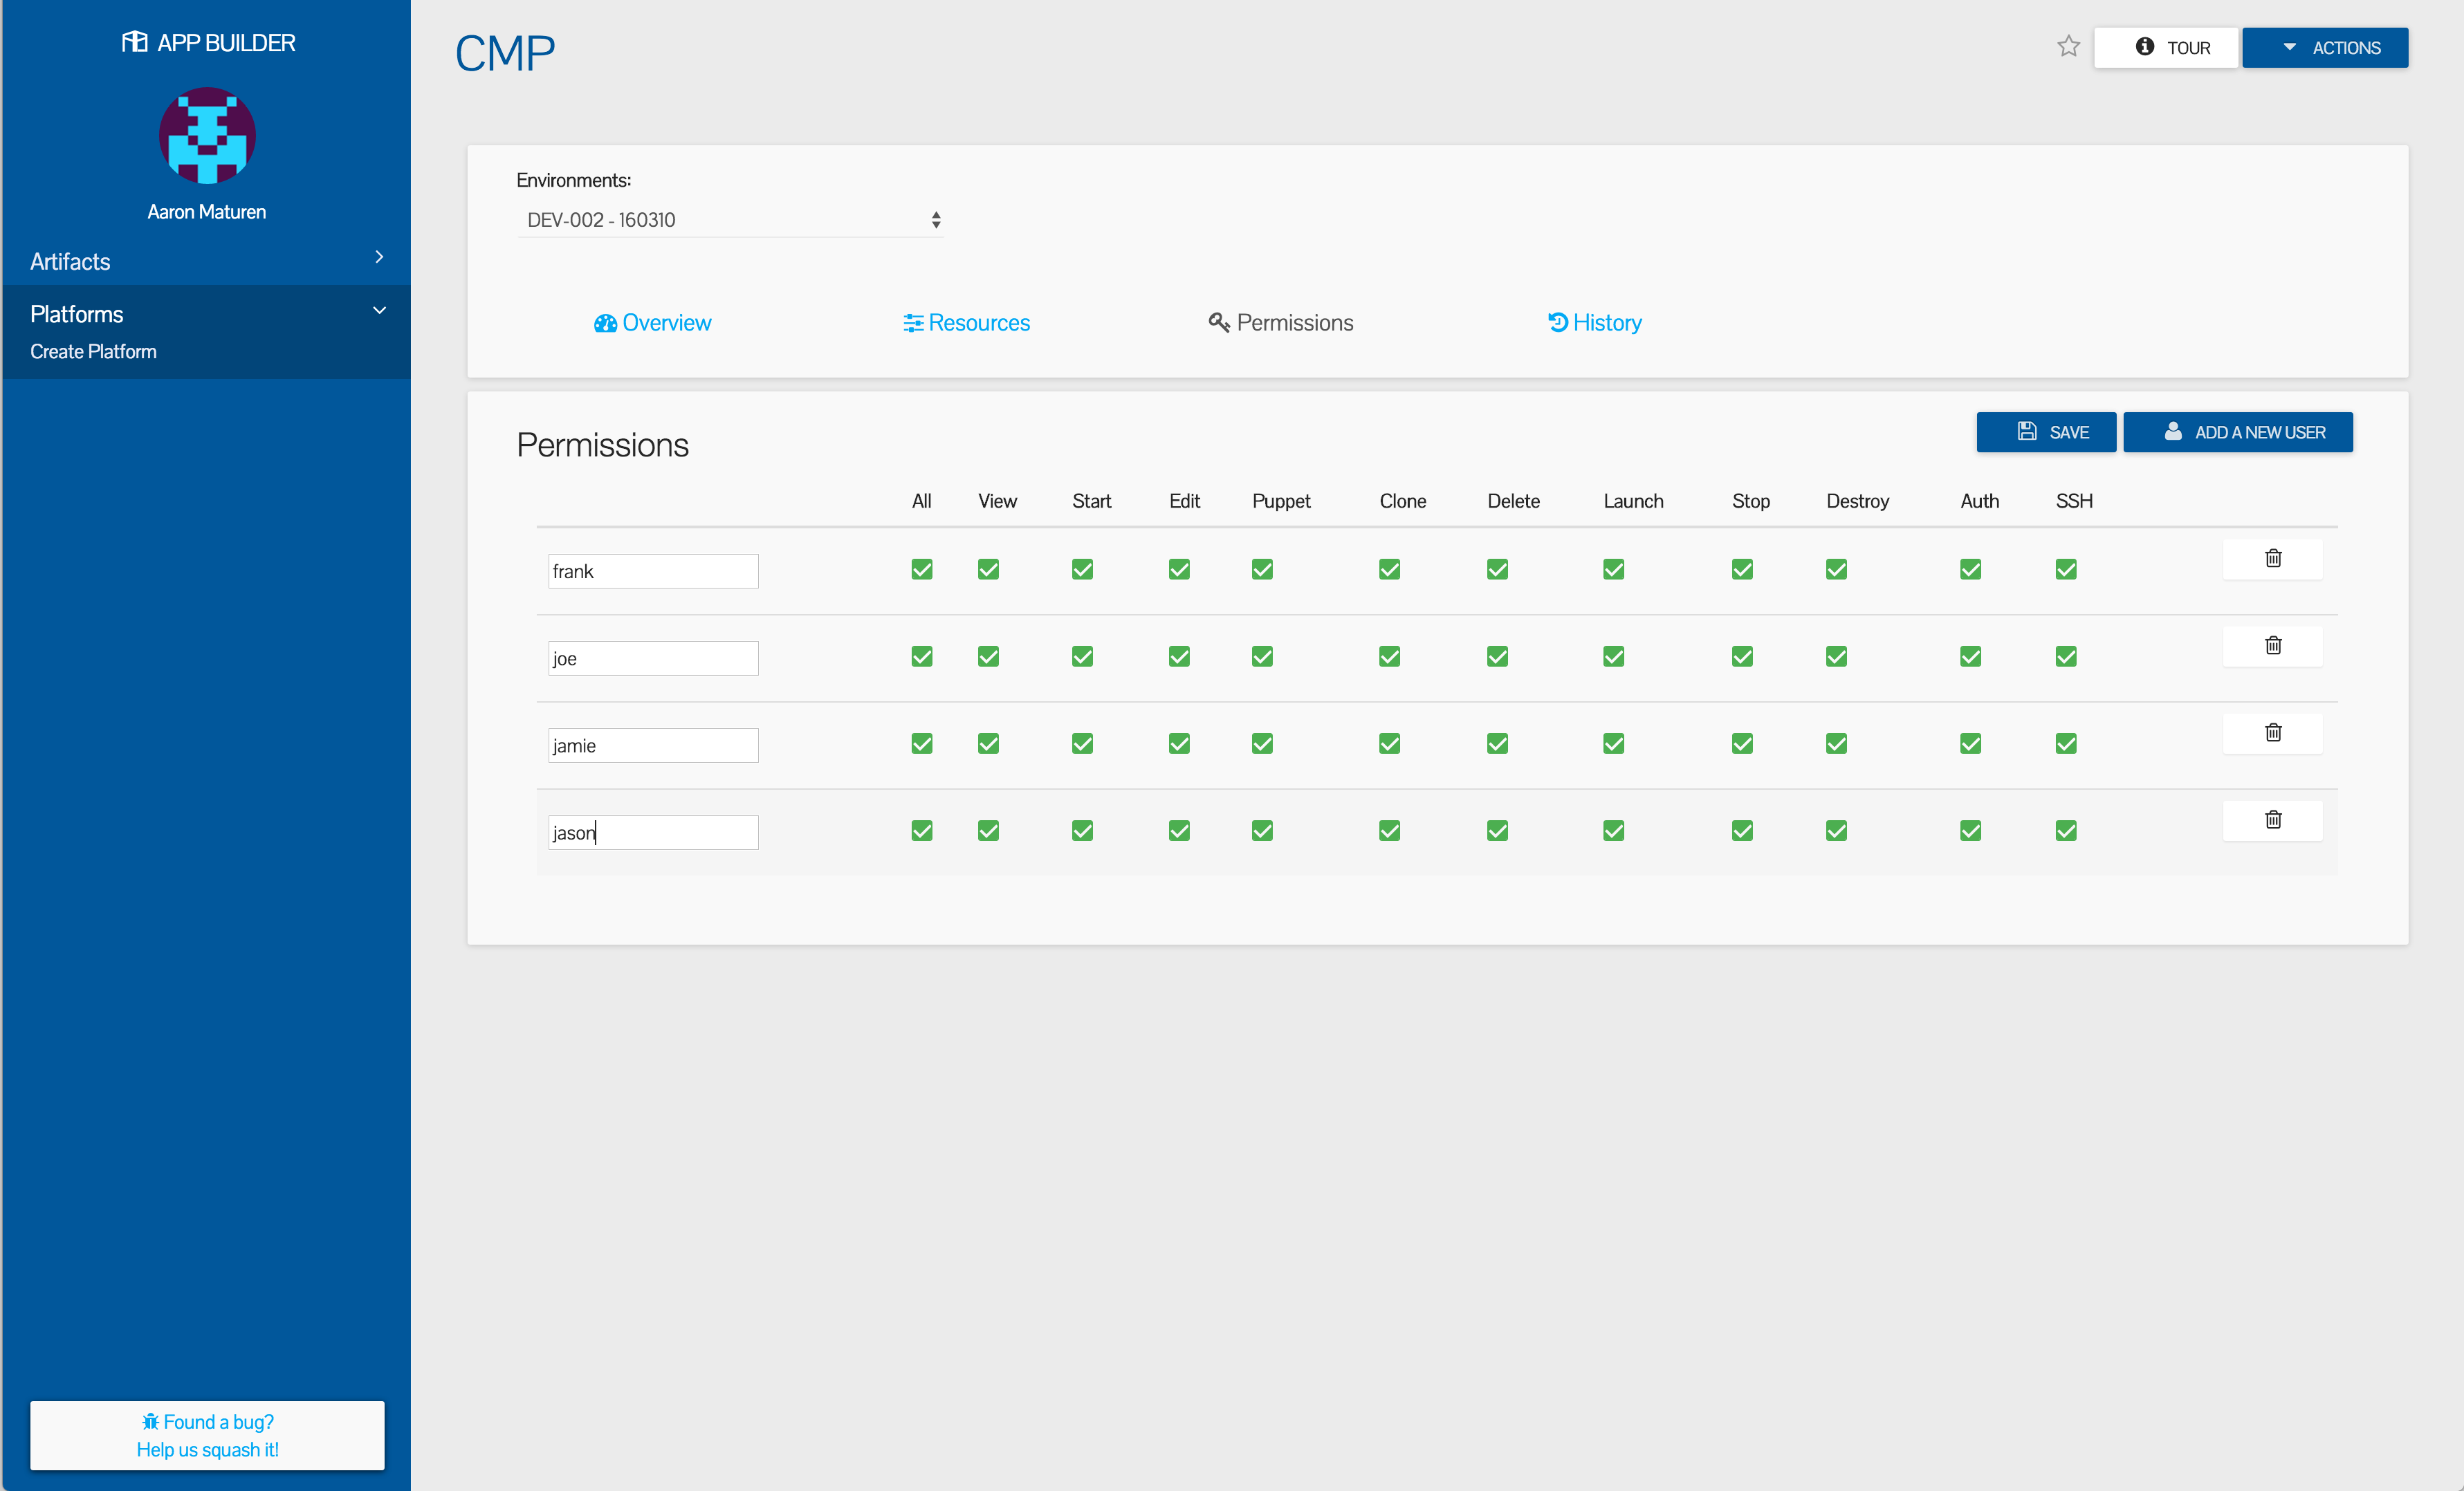 APP BUILDER
Aaron Maturen
Artifacts
Platforms
Create Platform
Found a bug?
Help us squash it!
CMP
TOUR
ACTIONS
Environments:
DEV-002 - 160310
Overview
Resources
Permissions
History
Permissions
SAVE
ADD A NEW USER
All View Start Edit Puppet Clone Delete Launch Stop Destroy Auth SSH
frank
joe
jamie
jason